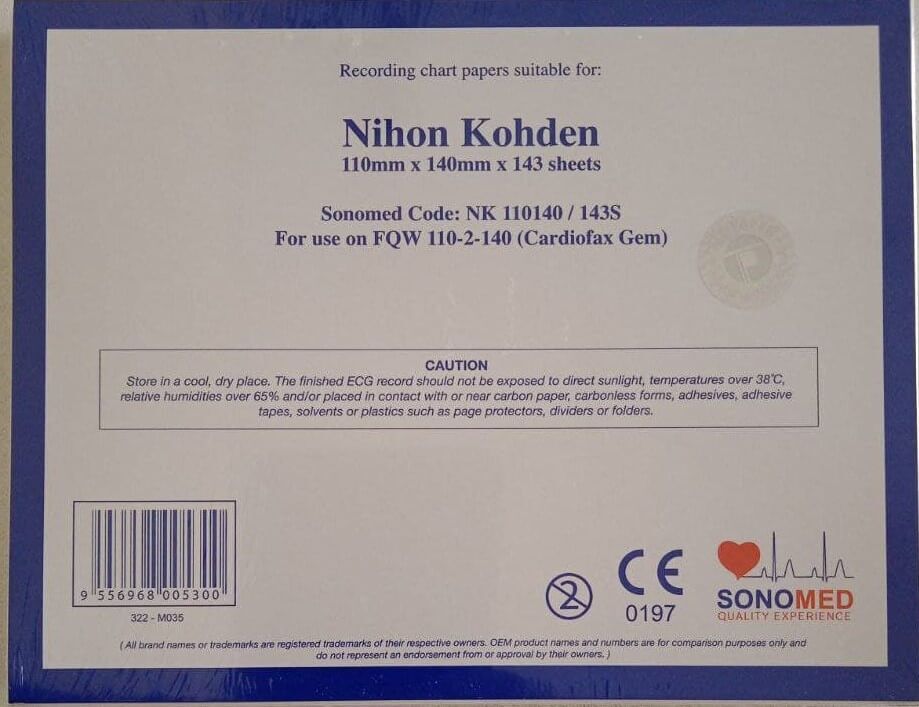 Recording chart papers suitable for:
Nihon Kohden
110mm x 140mm x 143 sheets
Sonomed Code: NK 110140 / 143S
For use on FQW 110-2-140 (Cardiofax Gem)
CAUTION
Store in a cool, dry place. The finished ECG record should not be exposed to direct sunlight, temperatures over 38℃,
relative humidities over 65% and/or placed in contact with or near carbon paper, carbonless forms, adhesives, adhesive
tapes, solvents or plastics such as page protectors, dividers or folders.
9 556968 005300
322 - M035
2
CE
0197
SONOMED
QUALITY EXPERIENCE
( All brand names or trademarks are registered trademarks of their respective owners. OEM product names and numbers are for comparison purposes only and
do not represent an endorsement from or approval by their owners. )